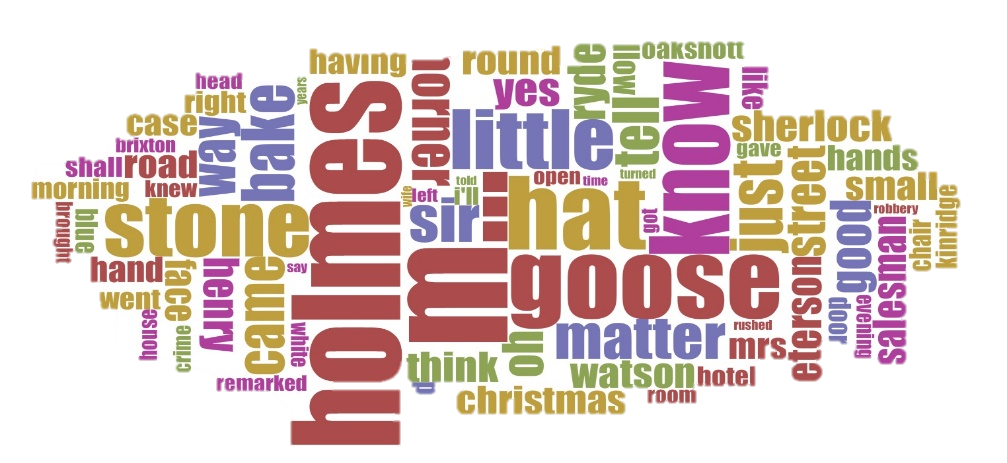 oakshott
having
round
ryde
how
yes
horner
head
years
like
right
bake
holmes
know
case
way
little
tell
sherlock
brixton
shall
road
gave
just
street
hands
morning
knew
told
open
time
turned
small
wife
left
i'll
brought
blue
stone
sir
hat
got
good
robbery
chair
kinridge
hand
face
henry
say
came
goose
salesman
went
house
crime
white
oh
matter
rushed
mrs
door
evening
think
watson
hotel
remarked
christmas
room